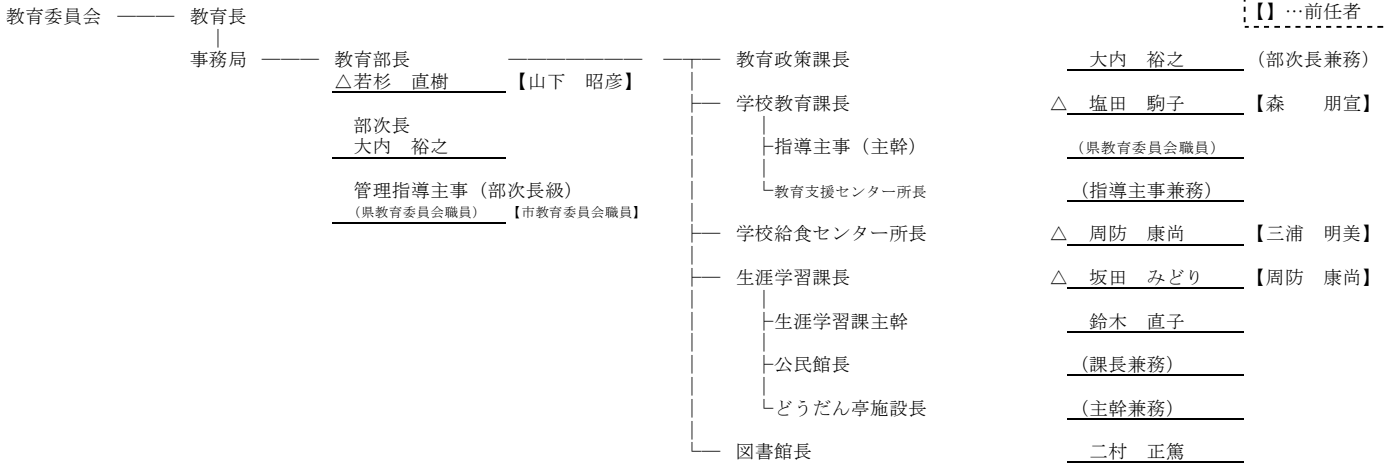 【】…前任者
教育委員会 ――― 教育長
事務局 ――― 教育部長 教育政策課長 大内 裕之 (部次長兼務)
△若杉 直樹 【山下 昭彦】
学校教育課長 △ 塩田 駒子 【森 朋宣】
部次長
大内 裕之 指導主事(主幹) (県教育委員会職員)
管理指導主事(部次長級) 教育支援センター所長 (指導主事兼務)
(県教育委員会職員) 【市教育委員会職員】
学校給食センター所長 △ 周防 康尚 【三浦 明美】
生涯学習課長 △ 坂田 みどり 【周防 康尚】
生涯学習課主幹 鈴木 直子
公民館長 (課長兼務)
どうだん亭施設長 (主幹兼務)
図書館長 二村 正篤